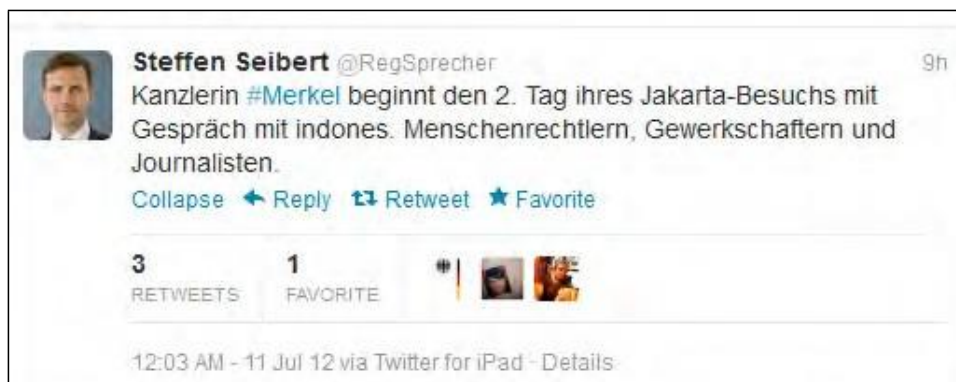 Steffen Seibert @RegSprecher 9h
Kanzlerin #Merkel beginnt den 2. Tag ihres Jakarta-Besuchs mit
Gespräch mit indones. Menschenrechtlern, Gewerkschaftern und
Journalisten.
Collapse Reply Retweet Favorite
3 1
RETWEETS FAVORITE
12:03 AM - 11 Jul 12 via Twitter for iPad · Details